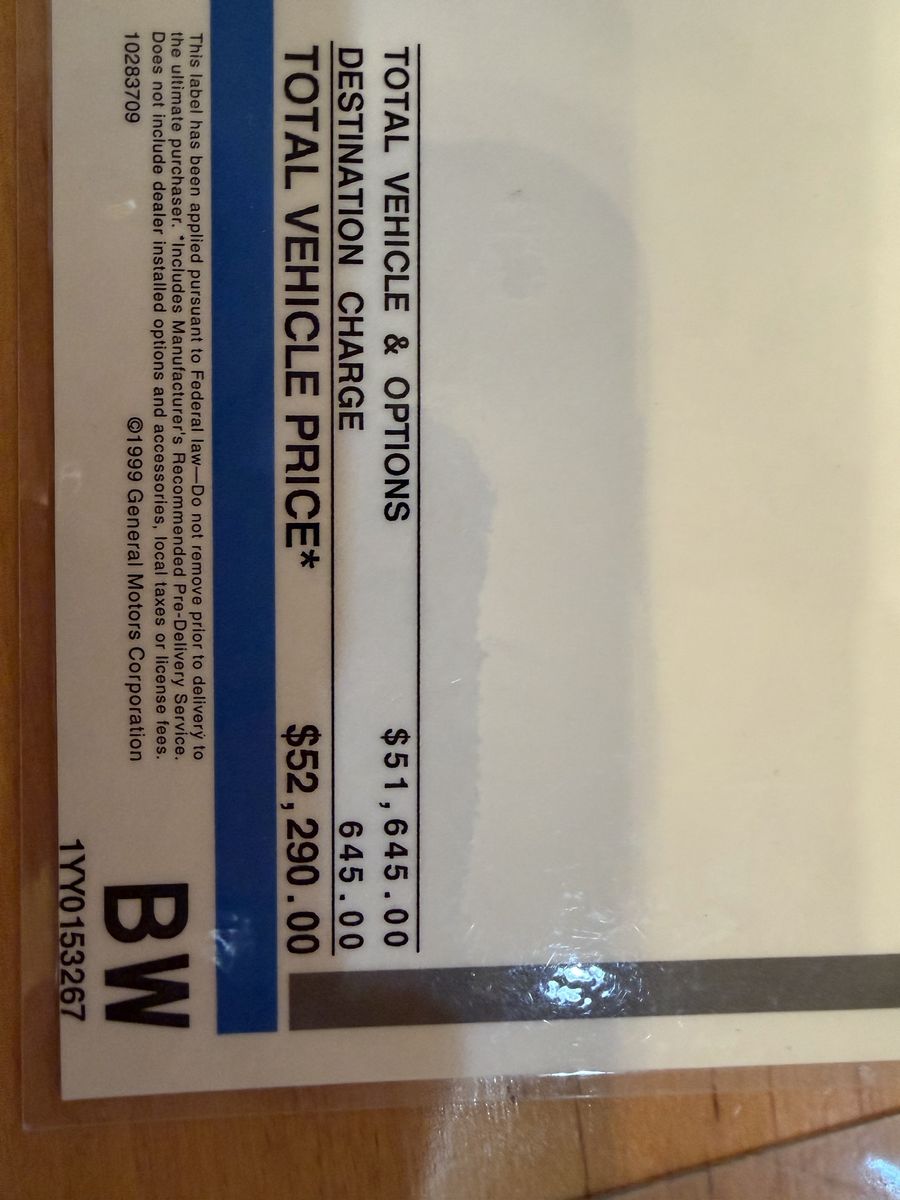 TOTAL VEHICLE & OPTIONS $51,645.00
DESTINATION CHARGE 645.00
TOTAL VEHICLE PRICE* $52,290.00
This label has been applied pursuant to Federal law—Do not remove prior to delivery to
the ultimate purchaser. *Includes Manufacturer's Recommended Pre-Delivery Service.
Does not include dealer installed options and accessories, local taxes or license fees.
10283709 ©1999 General Motors Corporation
BW
1YY0153267